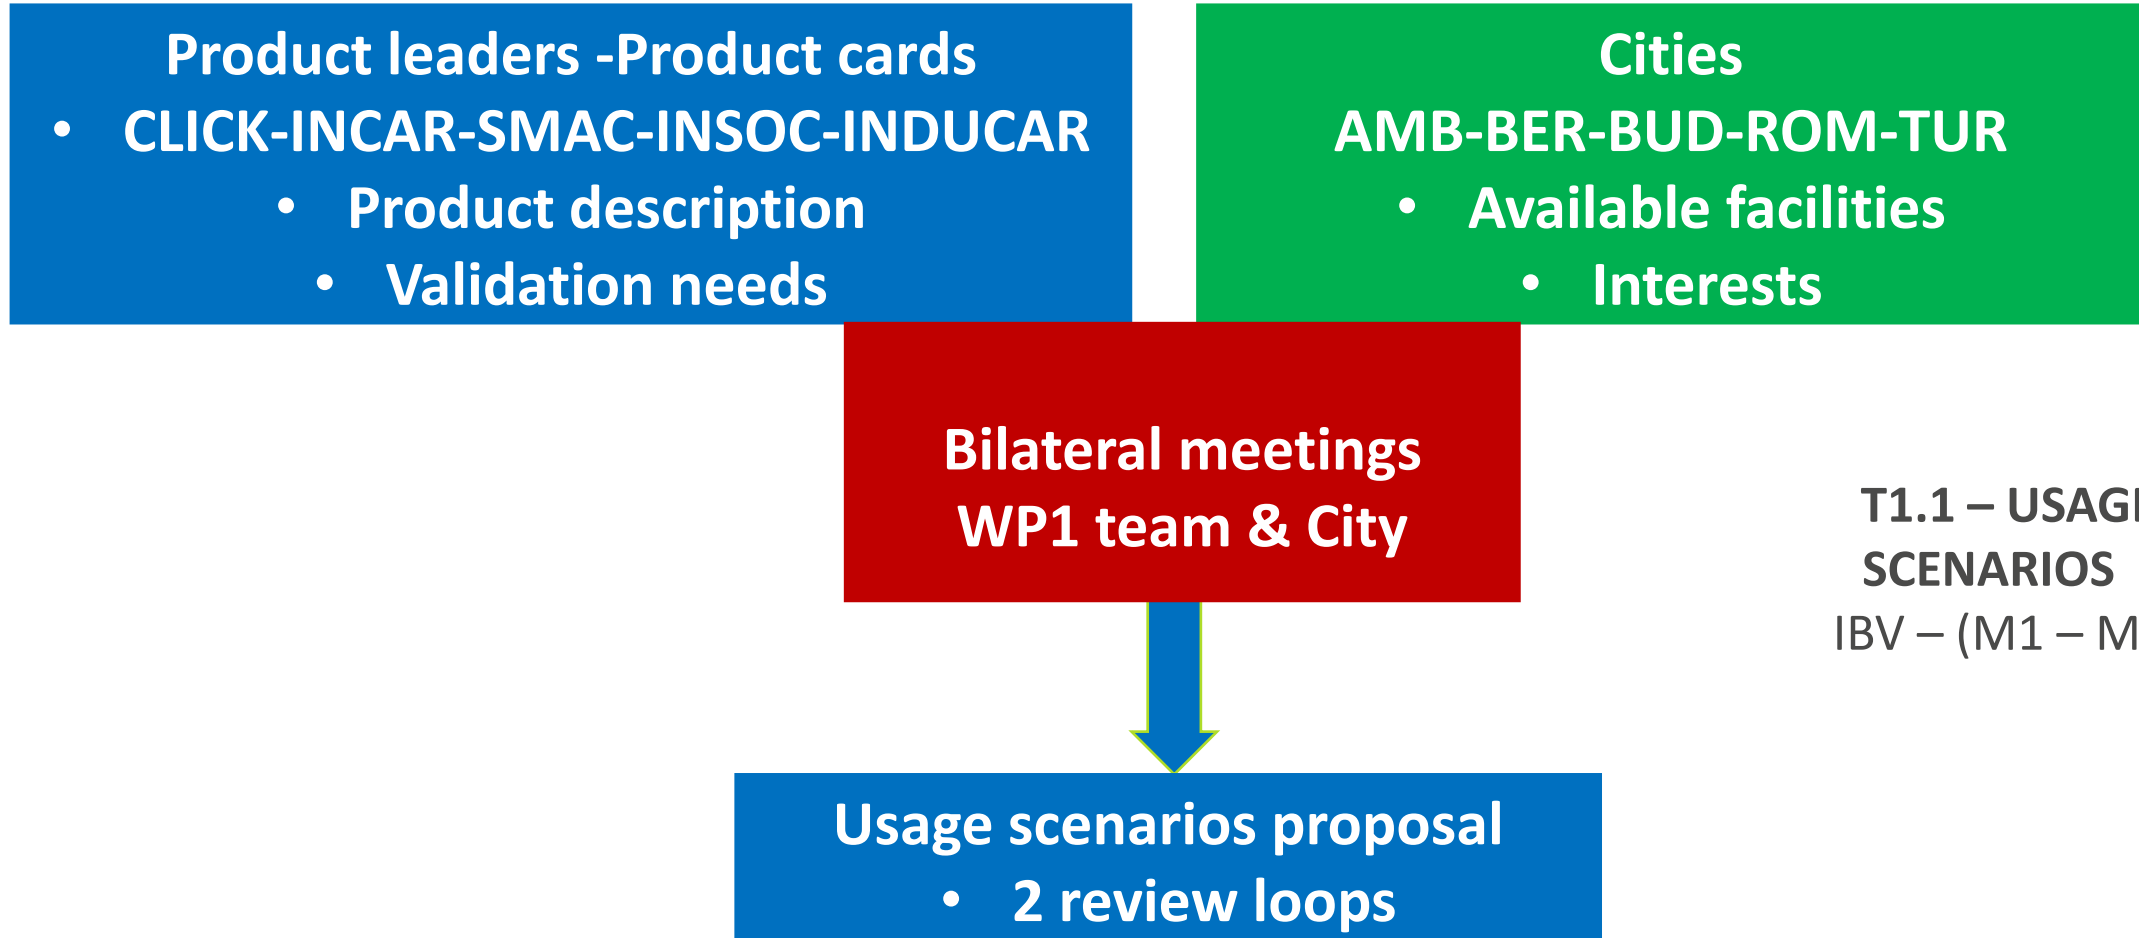 Product leaders -Product cards
• CLICK-INCAR-SMAC-INSOC-INDUCAR
• Product description
• Validation needs
Cities
AMB-BER-BUD-ROM-TUR
• Available facilities
• Interests
Bilateral meetings
WP1 team & City
T1.1 – USAGE
SCENARIOS
IBV – (M1 – M
Usage scenarios proposal
• 2 review loops